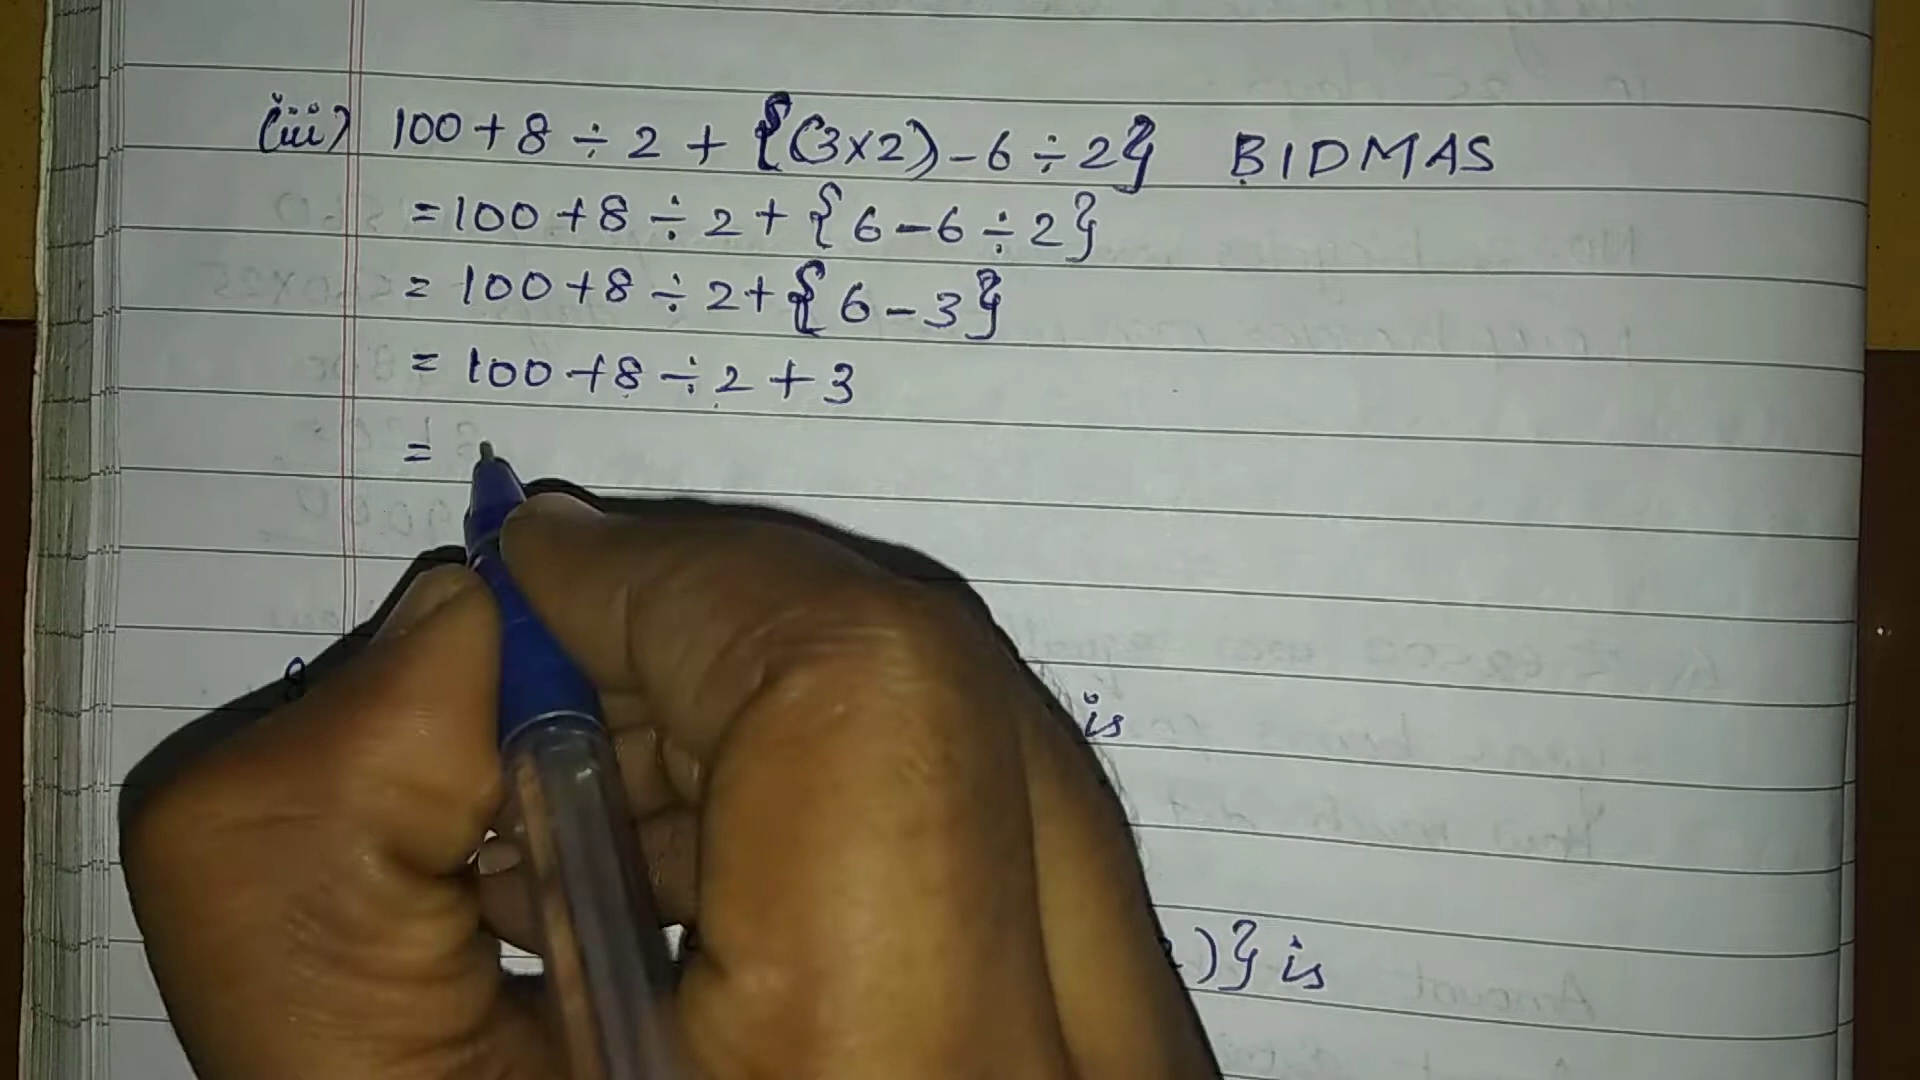 (iii) 100 + 8 ÷ 2 + {(3×2) - 6 ÷ 2} BIDMAS
= 100 + 8 ÷ 2 + {6 - 6 ÷ 2}
= 100 + 8 ÷ 2 + {6 - 3}
= 100 + 8 ÷ 2 + 3
=
is
)} is